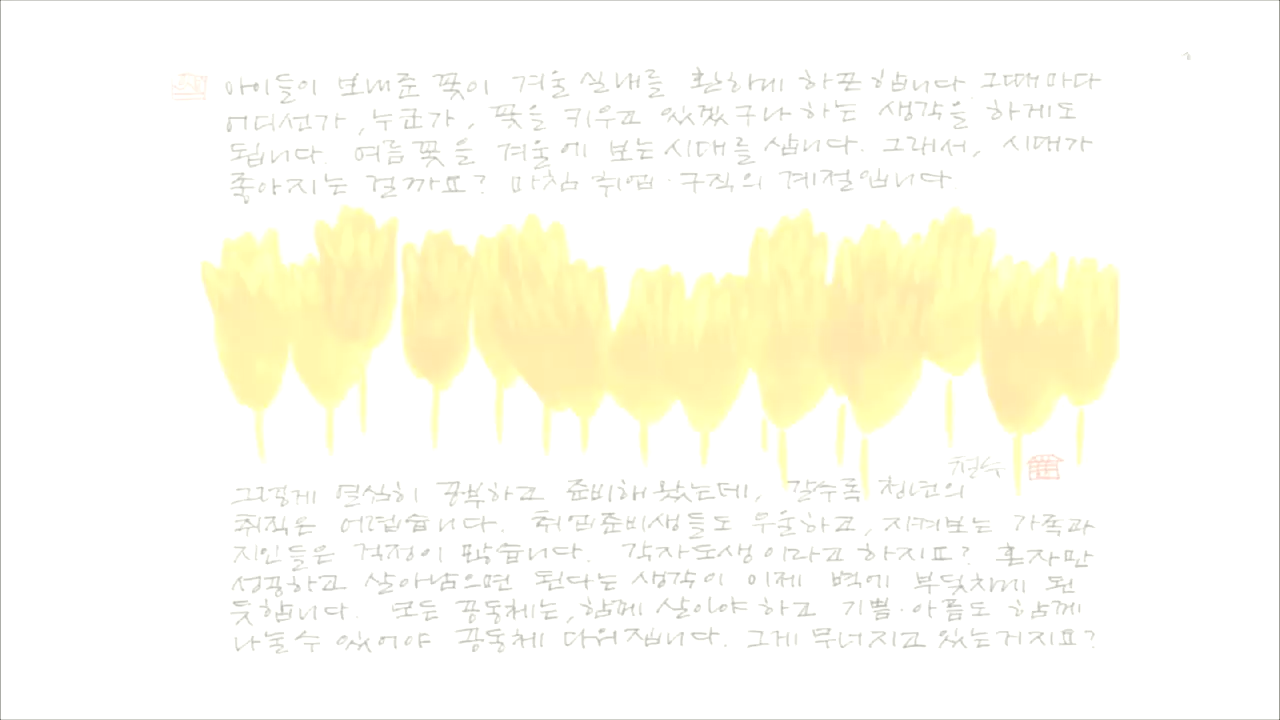 아이들이 보내준 꽃이 겨울 실내를 환하게 하곤 합니다 그때마다
어디선가, 누군가, 꽃을 키우고 있겠구나 하는 생각을 하게도
됩니다. 여름 꽃을 겨울에 보는 시대를 삽니다. 그래서, 시대가
좋아지는 걸까요? 마침 취업·구직의 계절입니다.
철수
그렇게 열심히 공부하고 준비해 왔는데, 갈수록 청년의
취직은 어렵습니다. 취업준비생들도 우울하고, 지켜보는 가족과
지인들은 걱정이 많습니다. 각자도생이라고 하지요? 혼자만
성공하고 살아남으면 된다는 생각이 이제 벽에 부딪치게 된
듯합니다. 모든 공동체는, 함께 살아야 하고 기쁨·아픔도 함께
나눌 수 있어야 공동체 다워집니다. 그게 무너지고 있는거지요?